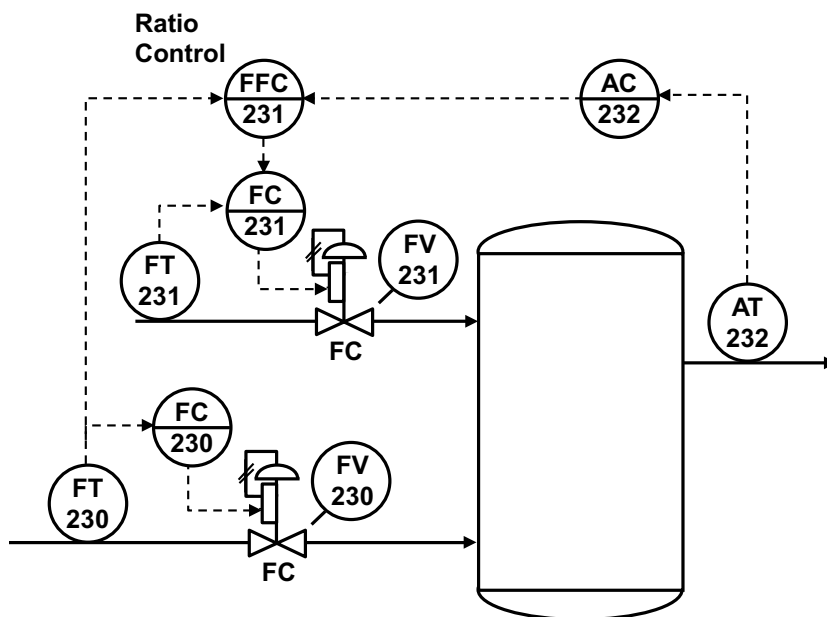 Ratio
Control
FFC
231
AC
232
FC
231
FT
231
FV
231
FC
AT
232
FC
230
FT
230
FV
230
FC